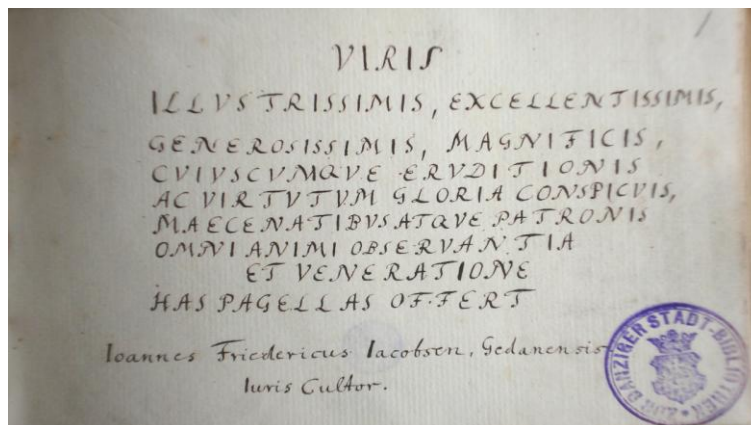 VIRIS
ILLVSTRISSIMIS, EXCELLENTISSIMIS,
GENEROSISSIMIS, MAGNIFICIS,
CVIVSCVMQVE ERVDITIONIS
AC VIRTVTVM GLORIA CONSPICVIS,
MAECENATIBVS ATQVE PATRONIS
OMNI ANIMI OBSERVANTIA
ET VENERATIONE
HAS PAGELLAS OFFERT
Ioannes Friedericus Iacobsen, Gedanensis
Iuris Cultor.
DANZIGER STADT-BIBLIOTHEK